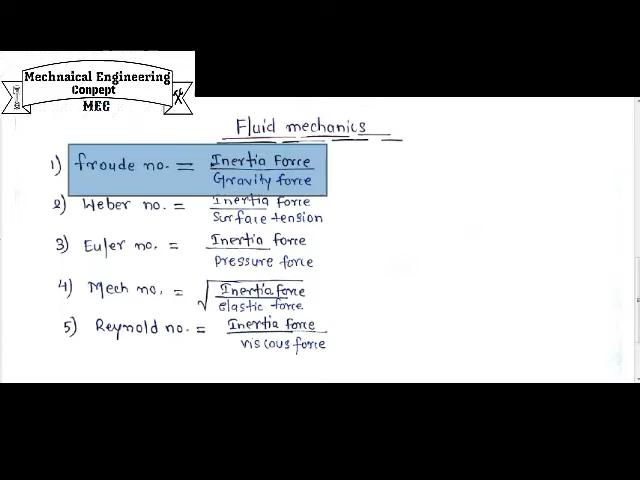 Mechnaical Engineering
Conpept
MEC
Fluid mechanics
1) froude no. = Inertia Force
Gravity force
2) Weber no. = Inertia force
Surface tension
3) Euler no. = Inertia force
pressure force
4) Mech no. = √ Inertia force
elastic force
5) Reynold no. = Inertia force
viscous force